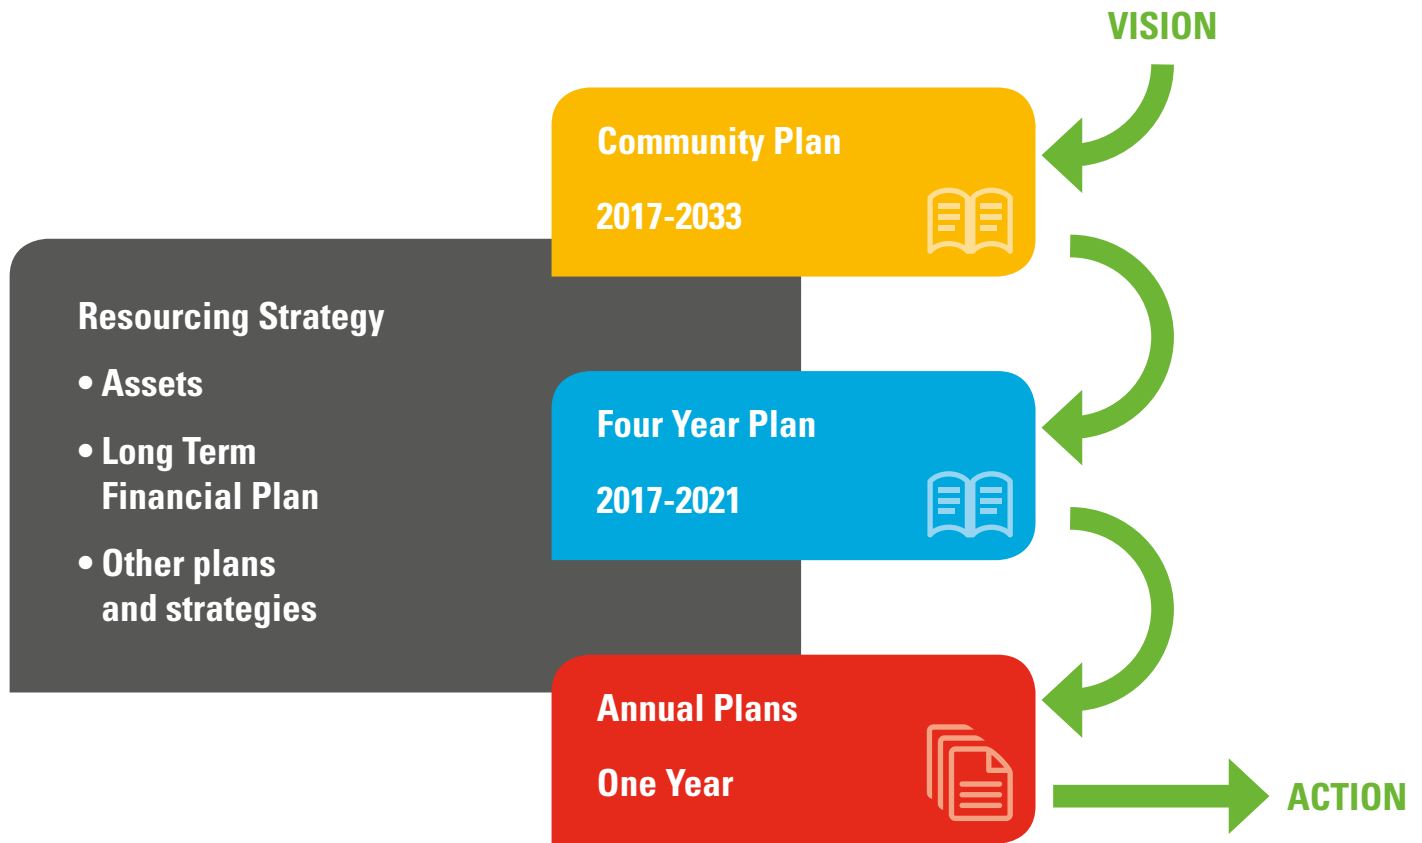 VISION
Community Plan
2017-2033
Resourcing Strategy
• Assets
• Long Term
Financial Plan
• Other plans
and strategies
Four Year Plan
2017-2021
Annual Plans
One Year
ACTION